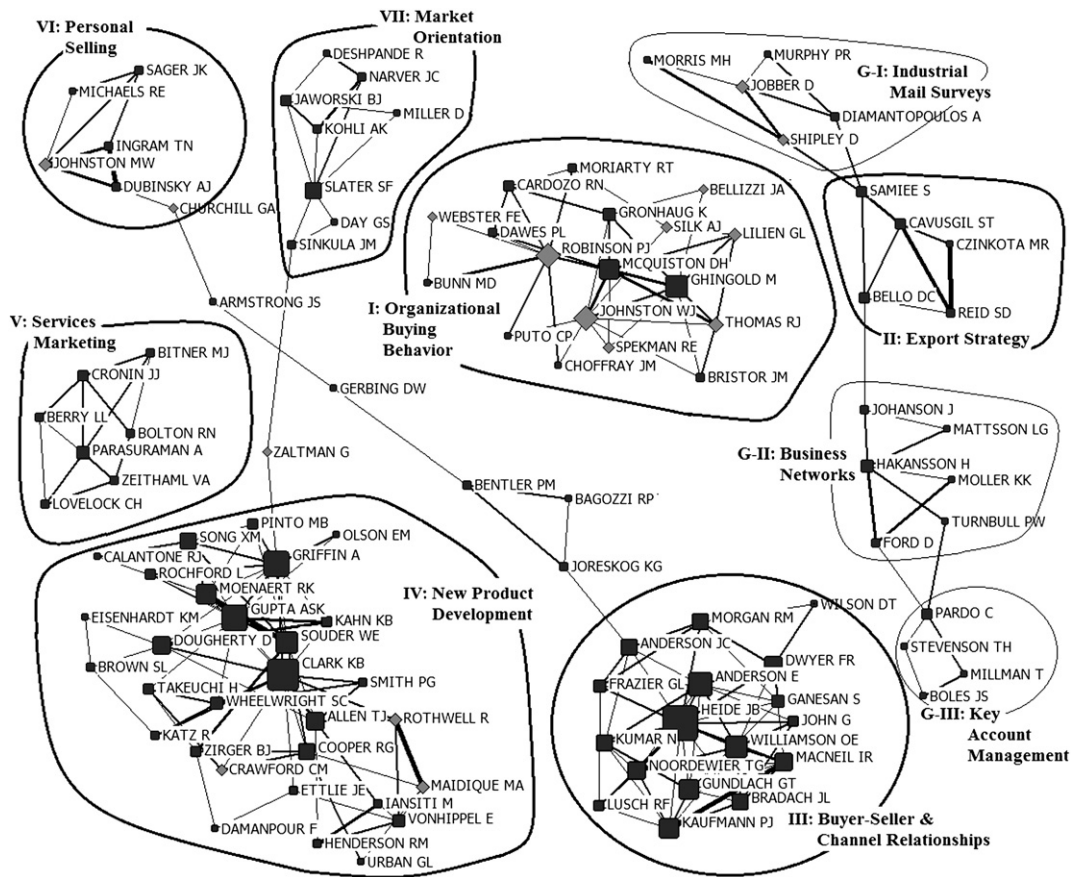 VI: Personal
Selling
SAGER JK
MICHAELS RE
INGRAM TN
JOHNSTON MW
DUBINSKY AJ
CHURCHILL GA
ARMSTRONG JS
GERBING DW
VII: Market
Orientation
DESHPANDE R
NARVER JC
JAWORSKI BJ
MILLER D
KOHLI AK
SLATER SF
DAY GS
SINKULA JM
ZALTMAN G
G-I: Industrial
Mail Surveys
MORRIS MH
MURPHY PR
JOBBER D
DIAMANTOPOULOS A
SHIPLEY D
I: Organizational
Buying
Behavior
MORIARTY RT
CARDOZO RN
BELLIZZI JA
WEBSTER FE
GRONHAUG K
DAWES PL
SILK AJ
LILIEN GL
ROBINSON PJ
MCQUISTON DH
BUNN MD
GHINGOLD M
JOHNSTON WJ
THOMAS RJ
PUTO CP
SPEKMAN RE
CHOFFRAY JM
BRISTOR JM
SAMIEE S
CAVUSGIL ST
CZINKOTA MR
BELLO DC
REID SD
II: Export Strategy
V: Services
Marketing
BITNER MJ
CRONIN JJ
BERRY LL
BOLTON RN
PARASURAMAN A
ZEITHAML VA
LOVELOCK CH
BENTLER PM
BAGOZZI RP
JORESKOG KG
G-II: Business
Networks
JOHANSON J
MATTSSON LG
HAKANSSON H
MOLLER KK
TURNBULL PW
FORD D
IV: New Product
Development
PINTO MB
SONG XM
OLSON EM
CALANTONE RJ
GRIFFIN A
ROCHFORD L
MOENAERT RK
EISENHARDT KM
GUPTA ASK
KAHN KB
DOUGHERTY D
SOUDER WE
BROWN SL
CLARK KB
TAKEUCHI H
SMITH PG
WHEELWRIGHT SC
ALLEN TJ
ROTHWELL R
KATZ R
ZIRGER BJ
COOPER RG
CRAWFORD CM
MAIDIQUE MA
ETTLIE JE
IANSITI M
DAMANPOUR F
VONHIPPEL E
HENDERSON RM
URBAN GL
WILSON DT
MORGAN RM
ANDERSON JC
DWYER FR
ANDERSON E
FRAZIER GL
GANESAN S
HEIDE JB
JOHN G
KUMAR N
WILLIAMSON OE
MACNEIL IR
NOORDEWIER TG
GUNDLACH GT
LUSCH RF
BRADACH JL
KAUFMANN PJ
III: Buyer-Seller &
Channel Relationships
PARDO C
STEVENSON TH
MILLMAN T
BOLES JS
G-III: Key
Account
Management